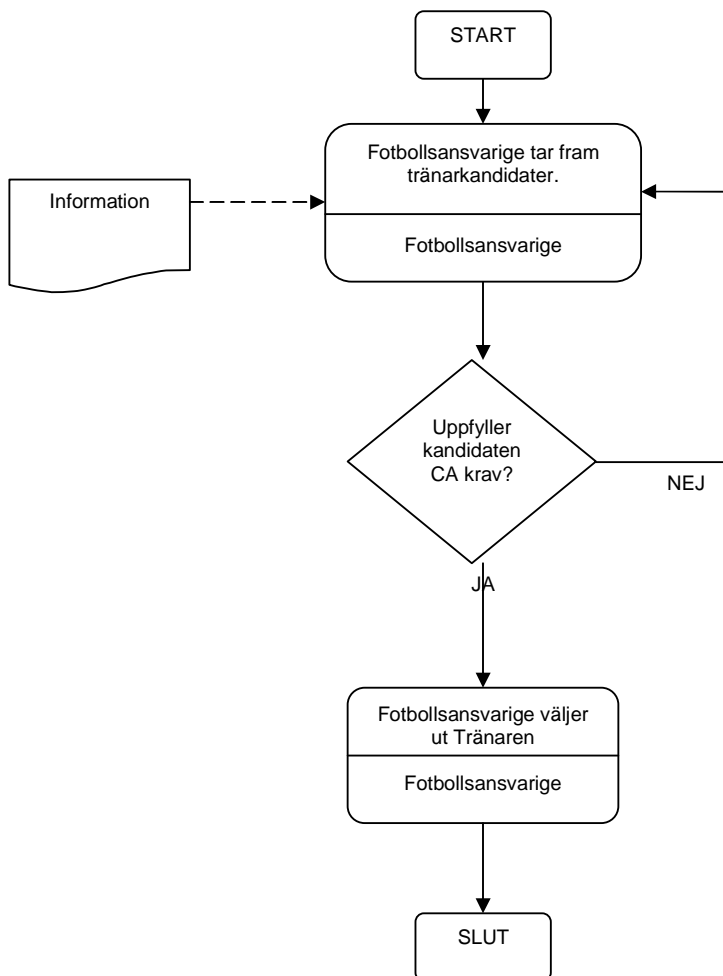 START
Fotbollsansvarige tar fram
tränarkandidater.
Information
Fotbollsansvarige
Uppfyller
kandidaten
CA krav?
NEJ
JA
Fotbollsansvarige väljer
ut Tränaren
Fotbollsansvarige
SLUT